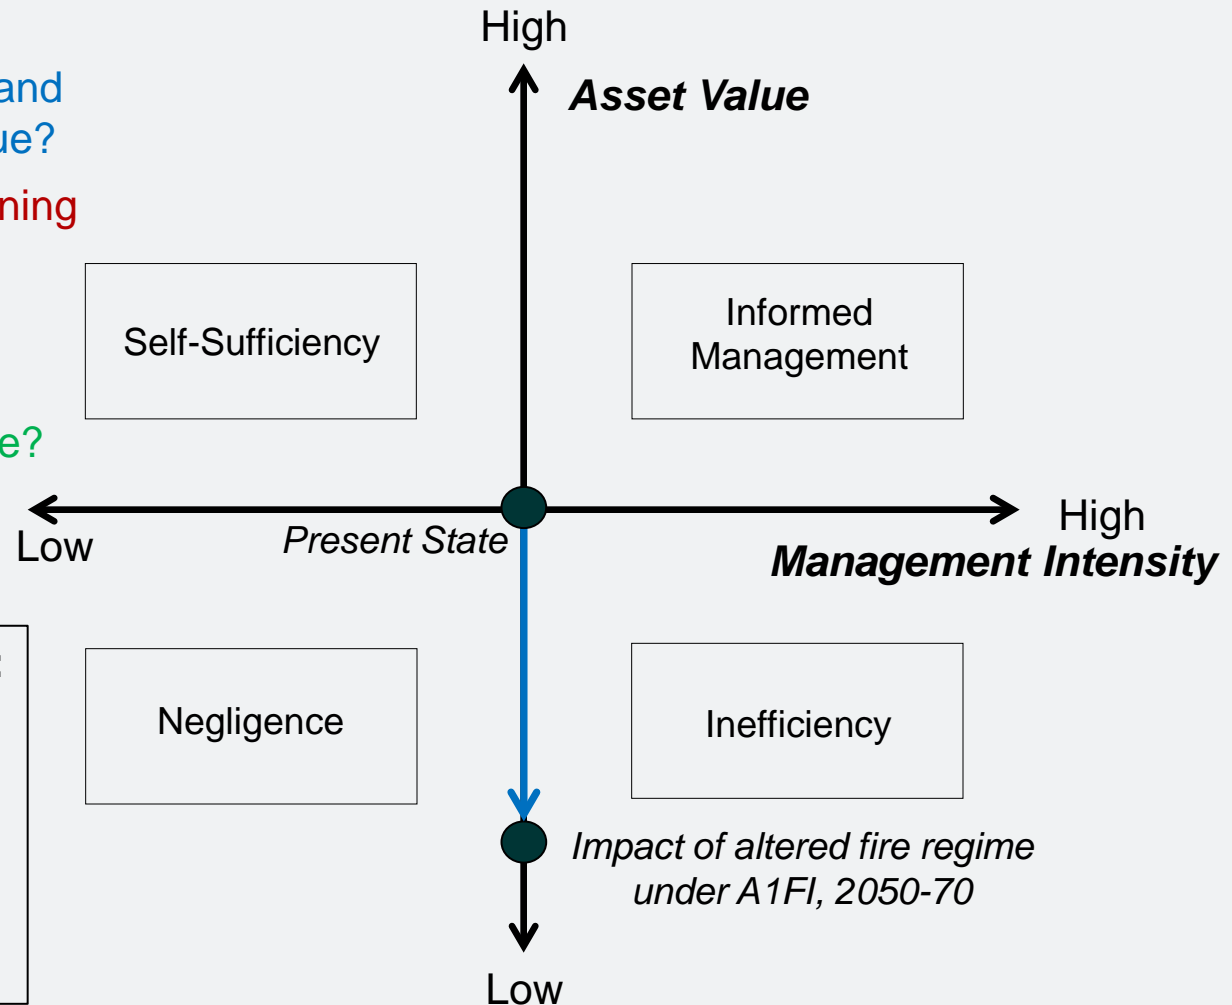 High
and
Asset Value
ue?
ning
Self-Sufficiency
Informed
Management
e?
High
Low
Present State
Management Intensity
:
Negligence
Inefficiency
Impact of altered fire regime
under A1FI, 2050-70
Low